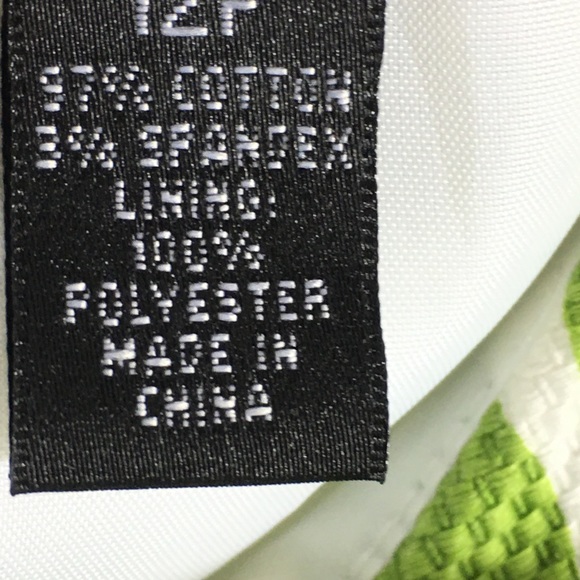 12P
97% COTTON
3% SPANDEX
LINING:
100%
POLYESTER
MADE IN
CHINA